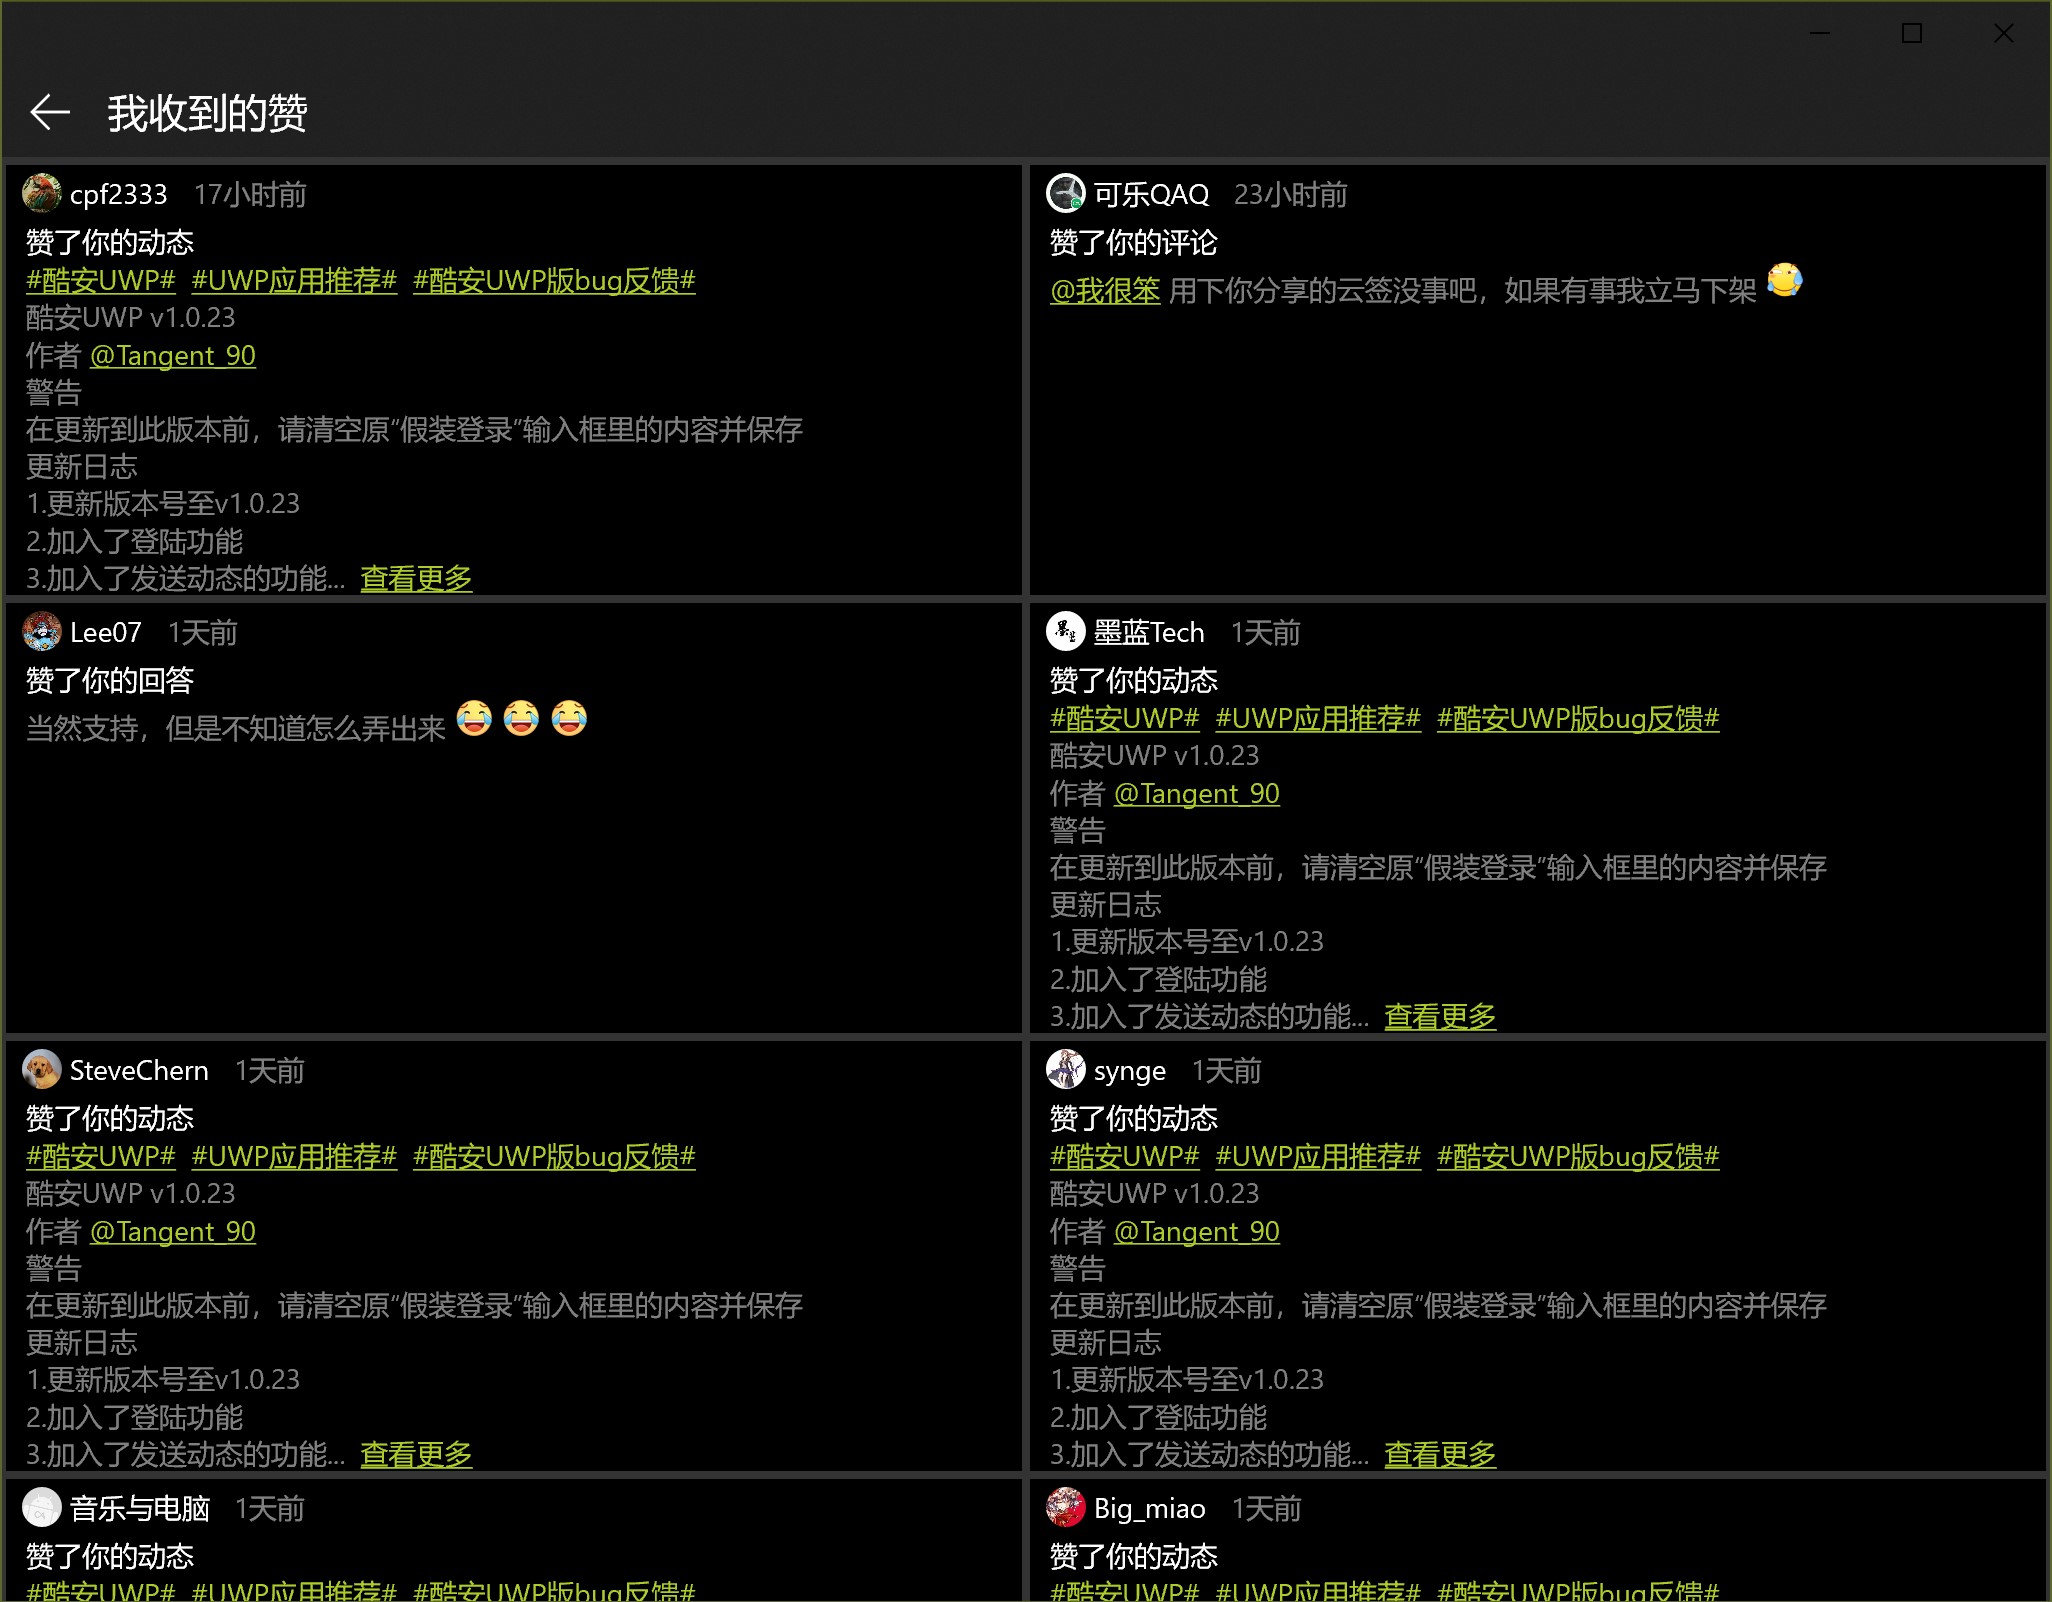 我收到的赞
cpf2333 17小时前
赞了你的动态
#酷安UWP# #UWP应用推荐# #酷安UWP版bug反馈#
酷安UWP v1.0.23
作者 @Tangent_90
警告
在更新到此版本前，请清空原“假装登录”输入框里的内容并保存
更新日志
1.更新版本号至v1.0.23
2.加入了登陆功能
3.加入了发送动态的功能... 查看更多
可乐QAQ 23小时前
赞了你的评论
@我很笨 用下你分享的云签没事吧，如果有事我立马下架
Lee07 1天前
赞了你的回答
当然支持，但是不知道怎么弄出来
墨蓝Tech 1天前
赞了你的动态
#酷安UWP# #UWP应用推荐# #酷安UWP版bug反馈#
酷安UWP v1.0.23
作者 @Tangent_90
警告
在更新到此版本前，请清空原“假装登录”输入框里的内容并保存
更新日志
1.更新版本号至v1.0.23
2.加入了登陆功能
3.加入了发送动态的功能... 查看更多
SteveChern 1天前
赞了你的动态
#酷安UWP# #UWP应用推荐# #酷安UWP版bug反馈#
酷安UWP v1.0.23
作者 @Tangent_90
警告
在更新到此版本前，请清空原“假装登录”输入框里的内容并保存
更新日志
1.更新版本号至v1.0.23
2.加入了登陆功能
3.加入了发送动态的功能... 查看更多
synge 1天前
赞了你的动态
#酷安UWP# #UWP应用推荐# #酷安UWP版bug反馈#
酷安UWP v1.0.23
作者 @Tangent_90
警告
在更新到此版本前，请清空原“假装登录”输入框里的内容并保存
更新日志
1.更新版本号至v1.0.23
2.加入了登陆功能
3.加入了发送动态的功能... 查看更多
音乐与电脑 1天前
赞了你的动态
#酷安UWP# #UWP应用推荐# #酷安UWP版bug反馈#
Big_miao 1天前
赞了你的动态
#酷安UWP# #UWP应用推荐# #酷安UWP版bug反馈#